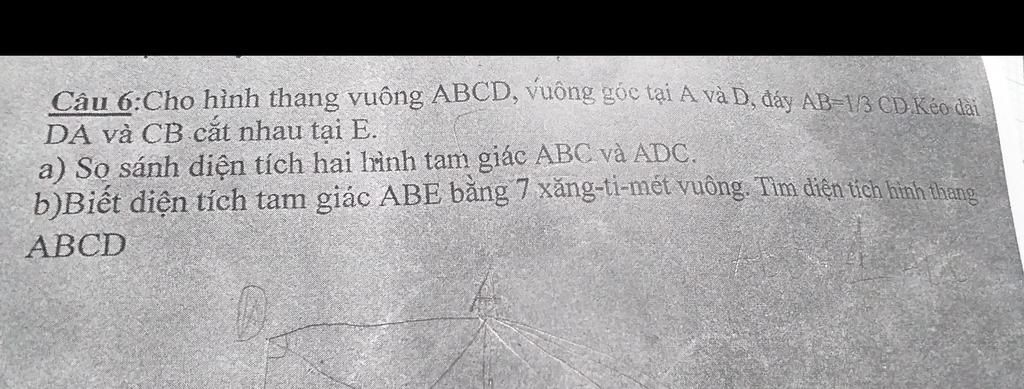 Câu 6:Cho hình thang vuông ABCD, vuông góc tại A và D, đáy AB=1/3 CD.Kéo dài
DA và CB cắt nhau tại E.
a) So sánh diện tích hai hình tam giác ABC và ADC.
b)Biết diện tích tam giác ABE bằng 7 xăng-ti-mét vuông. Tìm diện tích hình thang
ABCD
A